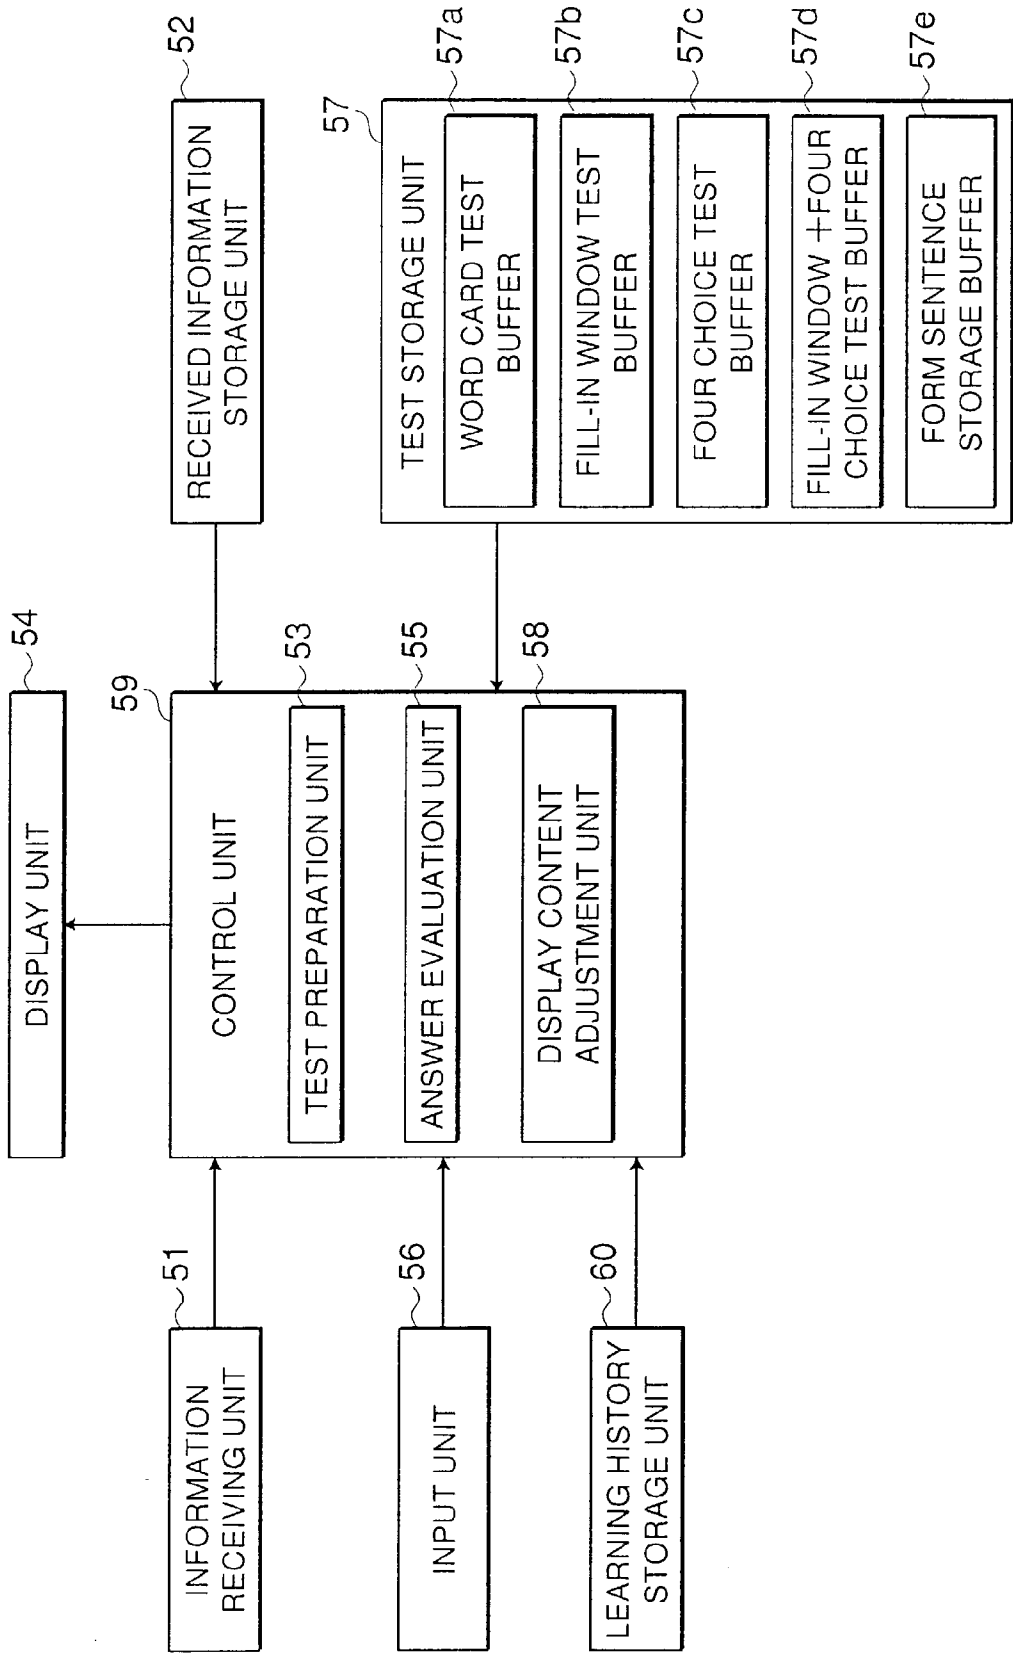 54
DISPLAY UNIT
51
INFORMATION
RECEIVING UNIT
56
INPUT UNIT
60
LEARNING HISTORY
STORAGE UNIT
59
CONTROL UNIT
53
TEST PREPARATION UNIT
55
ANSWER EVALUATION UNIT
58
DISPLAY CONTENT
ADJUSTMENT UNIT
52
RECEIVED INFORMATION
STORAGE UNIT
57
TEST STORAGE UNIT
57a
WORD CARD TEST
BUFFER
57b
FILL-IN WINDOW TEST
BUFFER
57c
FOUR CHOICE TEST
BUFFER
57d
FILL-IN WINDOW +FOUR
CHOICE TEST BUFFER
57e
FORM SENTENCE
STORAGE BUFFER